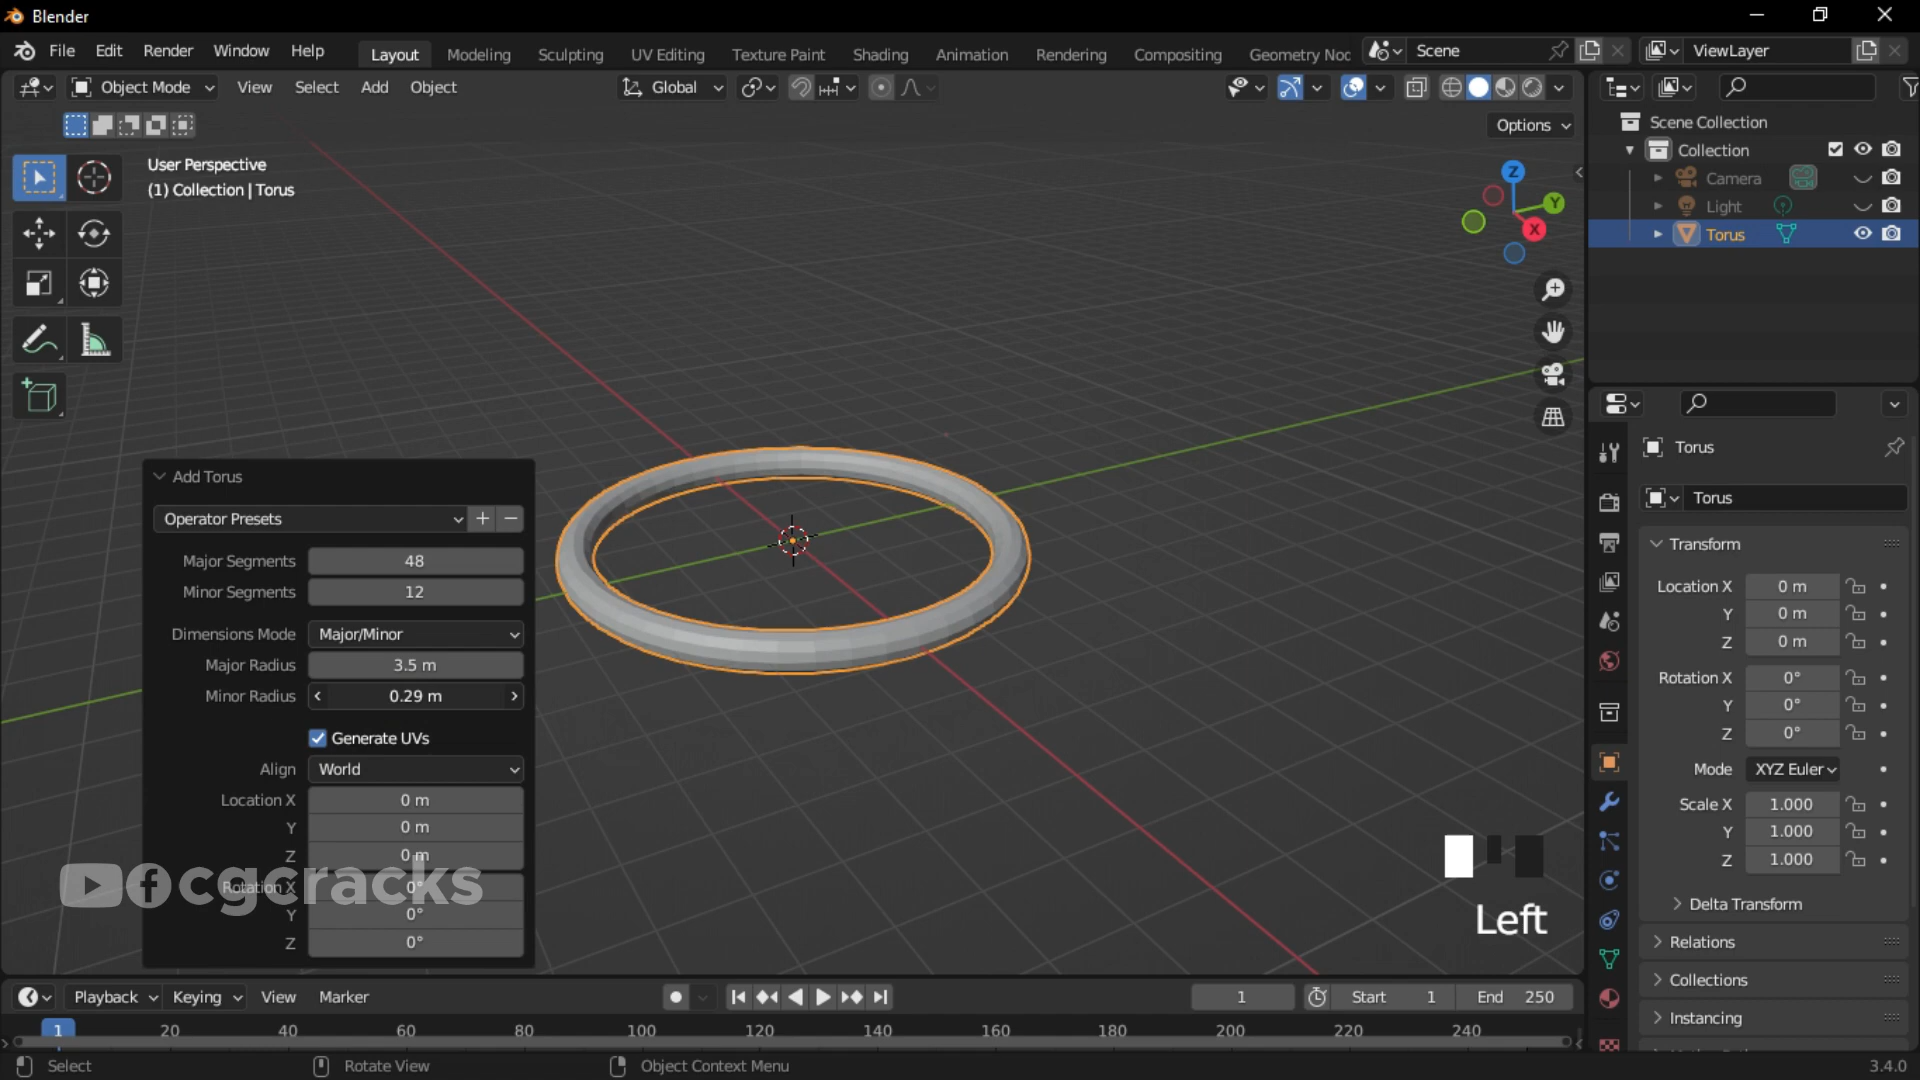 Blender
File Edit Render Window Help Layout Modeling Sculpting UV Editing Texture Paint Shading Animation Rendering Compositing Geometry Noc Scene ViewLayer
Object Mode View Select Add Object Global
Options
User Perspective
(1) Collection | Torus
Z
Y
X
Scene Collection
Collection
Camera
Light
Torus
Add Torus
Operator Presets
Major Segments 48
Minor Segments 12
Dimensions Mode Major/Minor
Major Radius 3.5 m
Minor Radius 0.29 m
Generate UVs
Align World
Location X 0 m
Y 0 m
Z 0 m
Rotation X 0°
Y 0°
Z 0°
cgcracks
Left
Torus
Torus
Transform
Location X 0 m
Y 0 m
Z 0 m
Rotation X 0°
Y 0°
Z 0°
Mode XYZ Euler
Scale X 1.000
Y 1.000
Z 1.000
Delta Transform
Relations
Collections
Instancing
Playback Keying View Marker 1 Start 1 End 250
1 20 40 60 80 100 120 140 160 180 200 220 240
Select Rotate View Object Context Menu 3.4.0